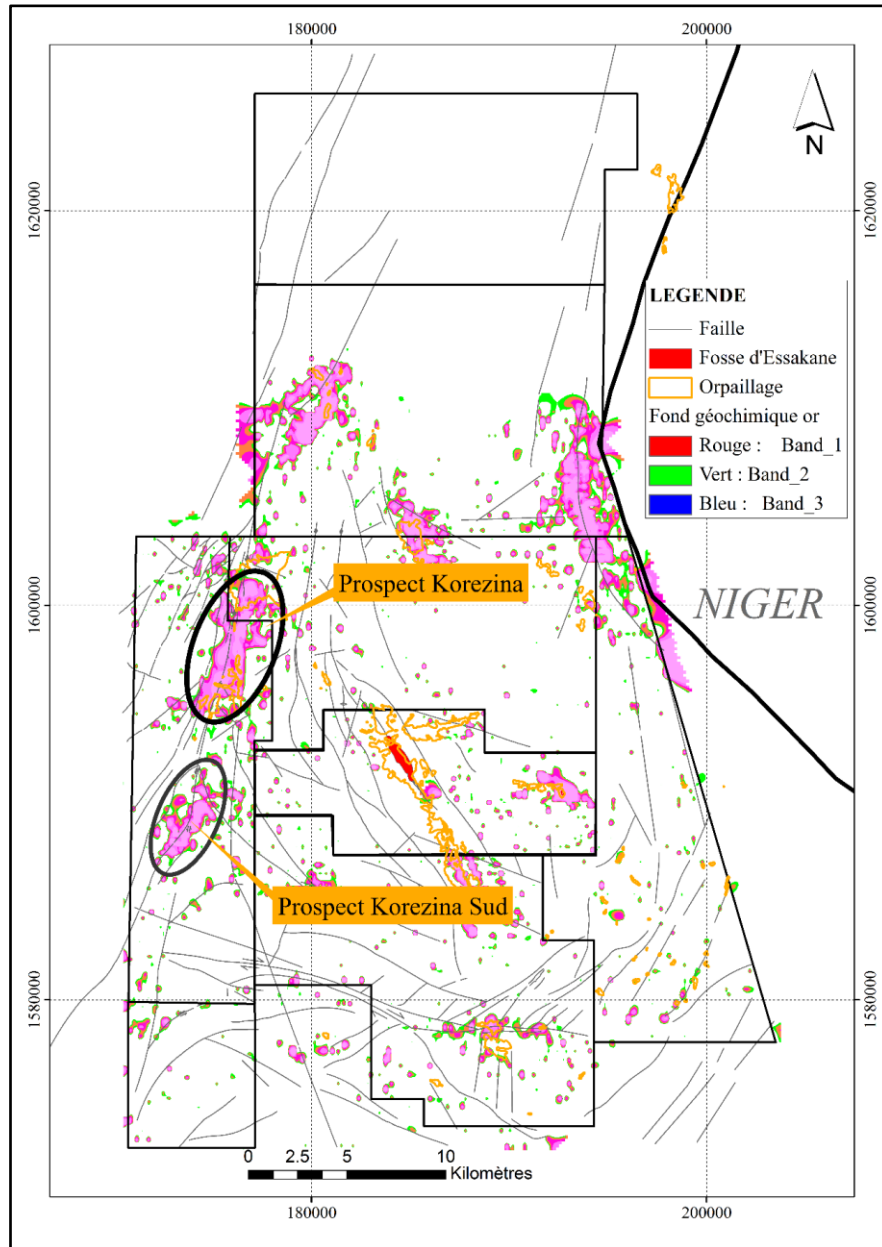 180000
200000
N
1620000
1620000
LEGENDE
Faille
Fosse d'Essakane
Orpaillage
Fond géochimique or
Rouge : Band_1
Vert : Band_2
Bleu : Band_3
Prospect Korezina
NIGER
1600000
1600000
Prospect Korezina Sud
1580000
1580000
0 2.5 5 10
Kilomètres
180000
200000